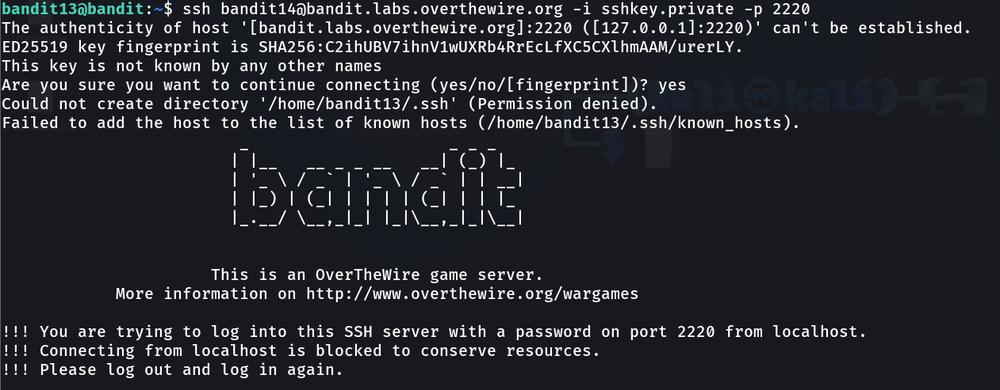 bandit13@bandit:~$ ssh bandit14@bandit.labs.overthewire.org -i sshkey.private -p 2220
The authenticity of host '[bandit.labs.overthewire.org]:2220 ([127.0.0.1]:2220)' can't be established.
ED25519 key fingerprint is SHA256:C2ihUBV7ihnV1wUXRb4RrEcLfXC5CXlhmAAM/urerLY.
This key is not known by any other names
Are you sure you want to continue connecting (yes/no/[fingerprint])? yes
Could not create directory '/home/bandit13/.ssh' (Permission denied).
Failed to add the host to the list of known hosts (/home/bandit13/.ssh/known_hosts).
                         _                     _ _ _
                        | |__   __ _ _ __   __| (_) |_
                        | '_ \ / _` | '_ \ / _` | | __|
                        | |_) | (_| | | | | (_| | | |_
                        |_.__/ \__,_|_| |_|\__,_|_|\__|
This is an OverTheWire game server.
More information on http://www.overthewire.org/wargames
!!! You are trying to log into this SSH server with a password on port 2220 from localhost.
!!! Connecting from localhost is blocked to conserve resources.
!!! Please log out and log in again.
kali㉿kali)-[~]
$